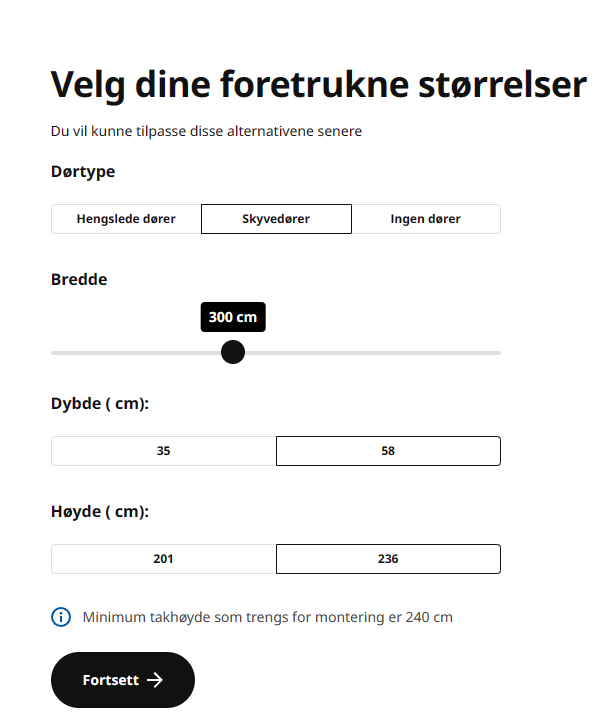 Velg dine foretrukne størrelser
Du vil kunne tilpasse disse alternativene senere
Dørtype
Hengslede dører Skyvedører Ingen dører
Bredde
300 cm
Dybde ( cm):
35 58
Høyde ( cm):
201 236
Minimum takhøyde som trengs for montering er 240 cm
Fortsett